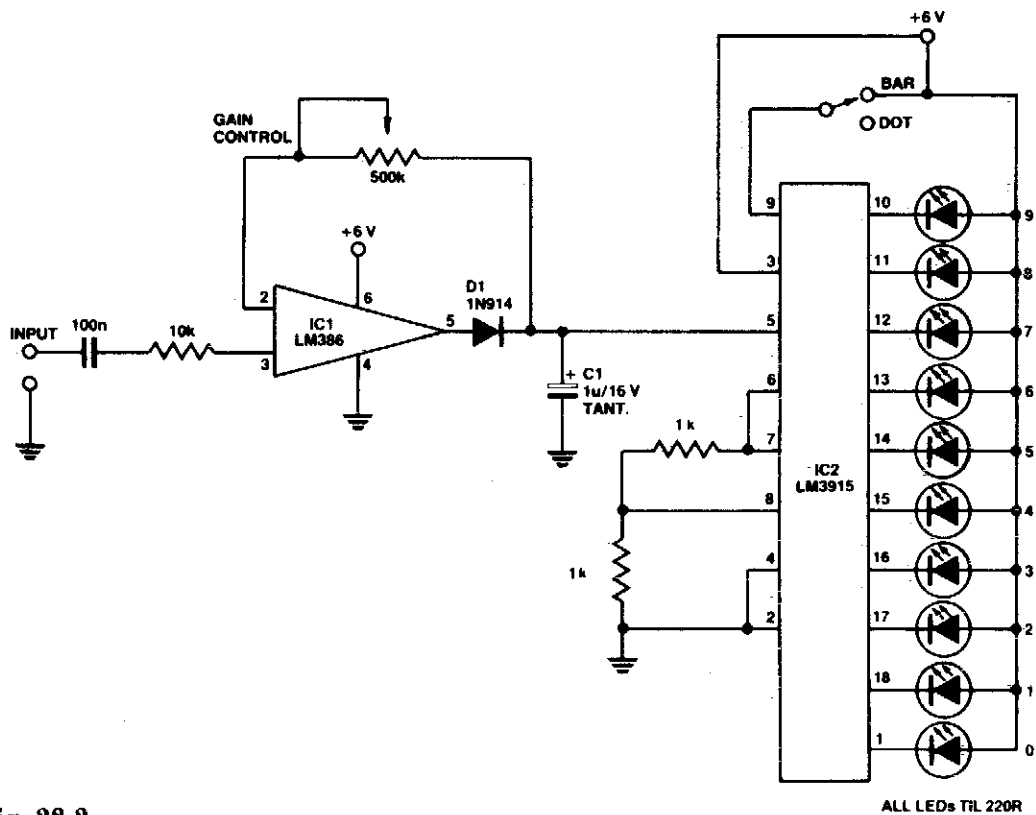 +6 V
BAR
DOT
GAIN
CONTROL
500k
+6 V
9
10
9
3
11
8
2
6
D1
1N914
INPUT
100n
10k
IC1
LM386
5
5
12
7
3
4
+
C1
1u/16 V
TANT.
6
13
6
1 k
7
14
5
IC2
LM3915
8
15
4
1 k
4
16
3
2
17
2
18
1
1
0
ALL LEDs TiL 220R